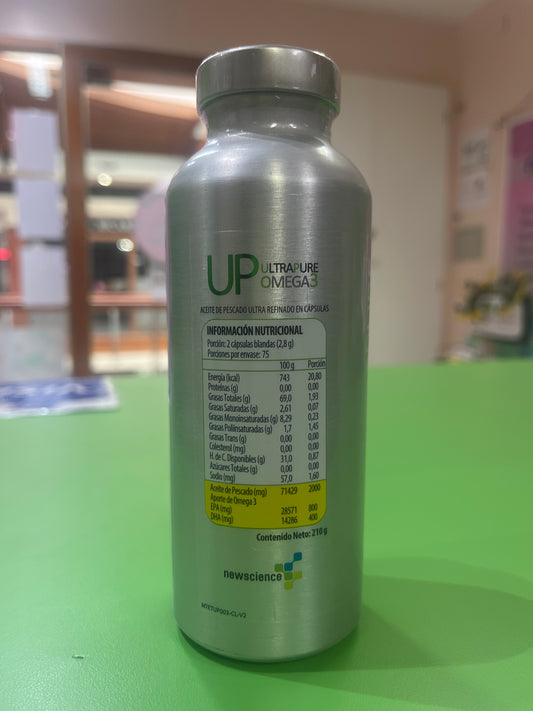 UP ULTRAPURE
OMEGA3
ACEITE DE PESCADO ULTRA REFINADO EN CÁPSULAS
INFORMACIÓN NUTRICIONAL
Porción: 2 cápsulas blandas (2,8 g)
Porciones por envase: 75
100 g Porción
Energía (kcal) 743 20,80
Proteínas (g) 0,00 0,00
Grasas Totales (g) 69,0 1,93
Grasas Saturadas (g) 2,61 0,07
Grasas Monoinsaturadas (g) 8,29 0,23
Grasas Poliinsaturadas (g) 1,7 1,45
Grasas Trans (g) 0,00 0,00
Colesterol (mg) 0,00 0,00
H. de C. Disponibles (g) 31,0 0,87
Azúcares Totales (g) 0,00 0,00
Sodio (mg) 57,0 1,60
Aceite de Pescado (mg) 71429 2000
Aporte de Omega 3
EPA (mg) 28571 800
DHA (mg) 14286 400
Contenido Neto: 210 g
newscience
MYETUP003-CL-V2